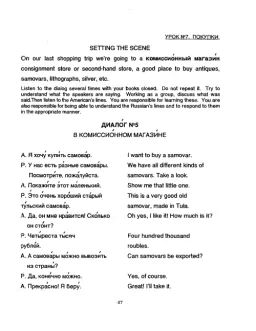 УРОК №7. ПОКУПКИ.
SETTING THE SCENE
On our last shopping trip we're going to a комиссио́нный магази́н
consignment store or second-hand store, a good place to buy antiques,
samovars, lithographs, silver, etc.
Listen to the dialog several times with your books closed. Do not repeat it. Try to
understand what the speakers are saying. Working as a group, discuss what was
said. Then listen to the American's lines. You are responsible for learning these. You are
also responsible for being able to understand the Russian's lines and to respond to them
in the appropriate manner.
ДИАЛО́Г №5
В КОМИССИО́ННОМ МАГАЗИ́НЕ
А. Я хочу́ купи́ть самова́р. I want to buy a samovar.
Р. У нас есть ра́зные самова́ры. We have all different kinds of
Посмотри́те, пожа́луйста. samovars. Take a look.
А. Покажи́те э́тот ма́ленький. Show me that little one.
Р. Э́то о́чень хоро́ший ста́рый This is a very good old
ту́льский самова́р. samovar, made in Tula.
А. Да, он мне нра́вится! Ско́лько Oh yes, I like it! How much is it?
он сто́ит?
Р. Четы́реста ты́сяч Four hundred thousand
рубле́й. roubles.
А. А самова́ры мо́жно вывози́ть Can samovars be exported?
из страны́?
Р. Да, коне́чно мо́жно. Yes, of course.
А. Прекра́сно! Я беру́. Great! I'll take it.
47